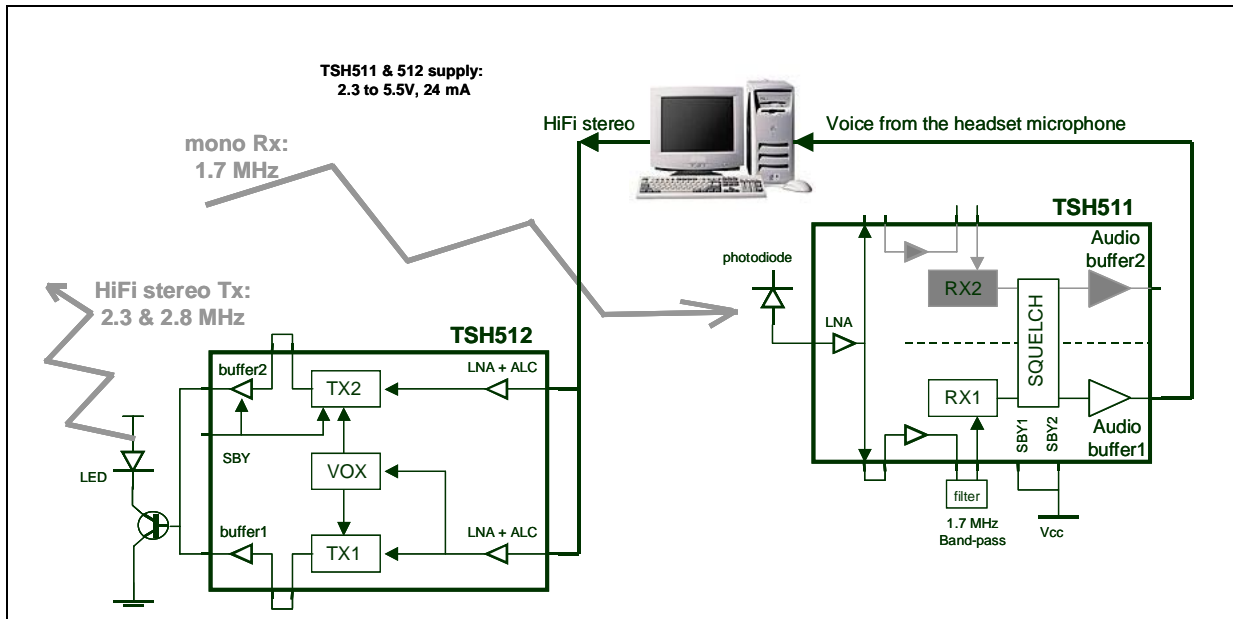 TSH511 & 512 supply:
2.3 to 5.5V, 24 mA
HiFi stereo
Voice from the headset microphone
mono Rx:
1.7 MHz
HiFi stereo Tx:
2.3 & 2.8 MHz
TSH511
Audio
buffer2
photodiode
RX2
LNA
SQUELCH
RX1
Audio
buffer1
SBY1
SBY2
filter
1.7 MHz
Band-pass
Vcc
TSH512
buffer2
TX2
LNA + ALC
SBY
VOX
LED
buffer1
TX1
LNA + ALC